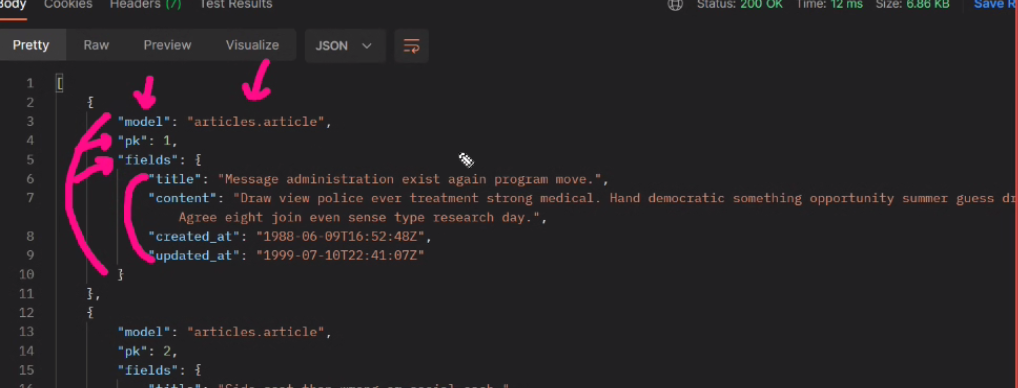 Body Cookies Headers (7) Test Results Status: 200 OK Time: 12 ms Size: 6.86 KB Save R
Pretty Raw Preview Visualize JSON
1 [
2 {
3 "model": "articles.article",
4 "pk": 1,
5 "fields": {
6 "title": "Message administration exist again program move.",
7 "content": "Draw view police ever treatment strong medical. Hand democratic something opportunity summer guess dr
Agree eight join even sense type research day.",
8 "created_at": "1988-06-09T16:52:48Z",
9 "updated_at": "1999-07-10T22:41:07Z"
10 }
11 },
12 {
13 "model": "articles.article",
14 "pk": 2,
15 "fields": {
16 "title":